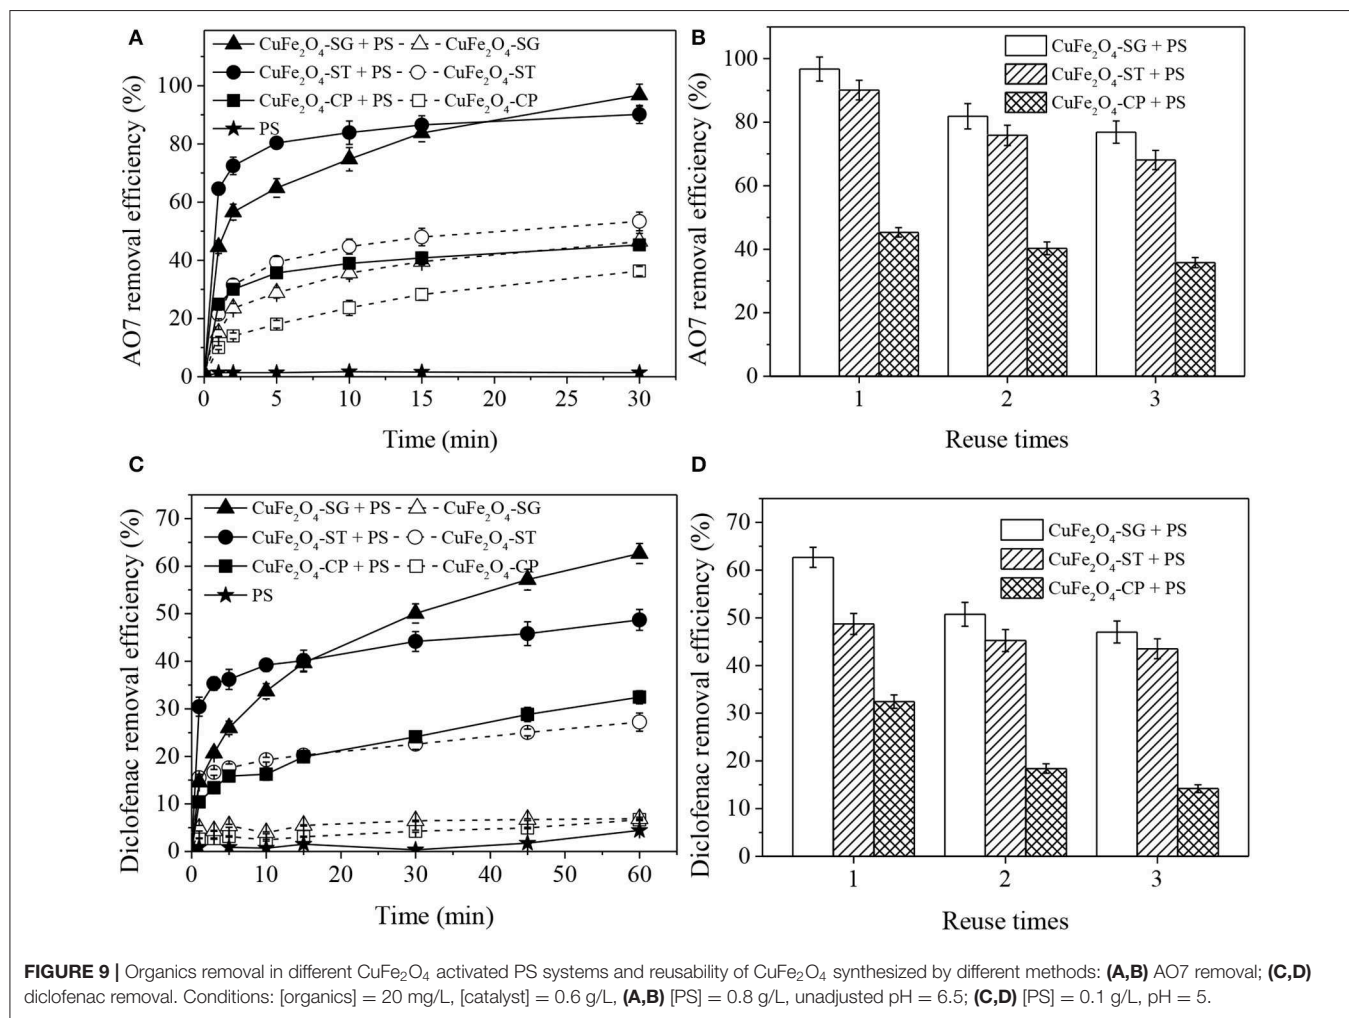 A
CuFe₂O₄-SG + PS
CuFe₂O₄-SG
CuFe₂O₄-ST + PS
CuFe₂O₄-ST
CuFe₂O₄-CP + PS
CuFe₂O₄-CP
PS
AO7 removal efficiency (%)
100
80
60
40
20
0
0 5 10 15 20 25 30
Time (min)
B
CuFe₂O₄-SG + PS
CuFe₂O₄-ST + PS
CuFe₂O₄-CP + PS
AO7 removal efficiency (%)
100
80
60
40
20
0
1 2 3
Reuse times
C
CuFe₂O₄-SG + PS
CuFe₂O₄-SG
CuFe₂O₄-ST + PS
CuFe₂O₄-ST
CuFe₂O₄-CP + PS
CuFe₂O₄-CP
PS
Diclofenac removal efficiency (%)
70
60
50
40
30
20
10
0
0 10 20 30 40 50 60
Time (min)
D
CuFe₂O₄-SG + PS
CuFe₂O₄-ST + PS
CuFe₂O₄-CP + PS
Diclofenac removal efficiency (%)
70
60
50
40
30
20
10
0
1 2 3
Reuse times
FIGURE 9 | Organics removal in different CuFe₂O₄ activated PS systems and reusability of CuFe₂O₄ synthesized by different methods: (A,B) AO7 removal; (C,D)
diclofenac removal. Conditions: [organics] = 20 mg/L, [catalyst] = 0.6 g/L, (A,B) [PS] = 0.8 g/L, unadjusted pH = 6.5; (C,D) [PS] = 0.1 g/L, pH = 5.